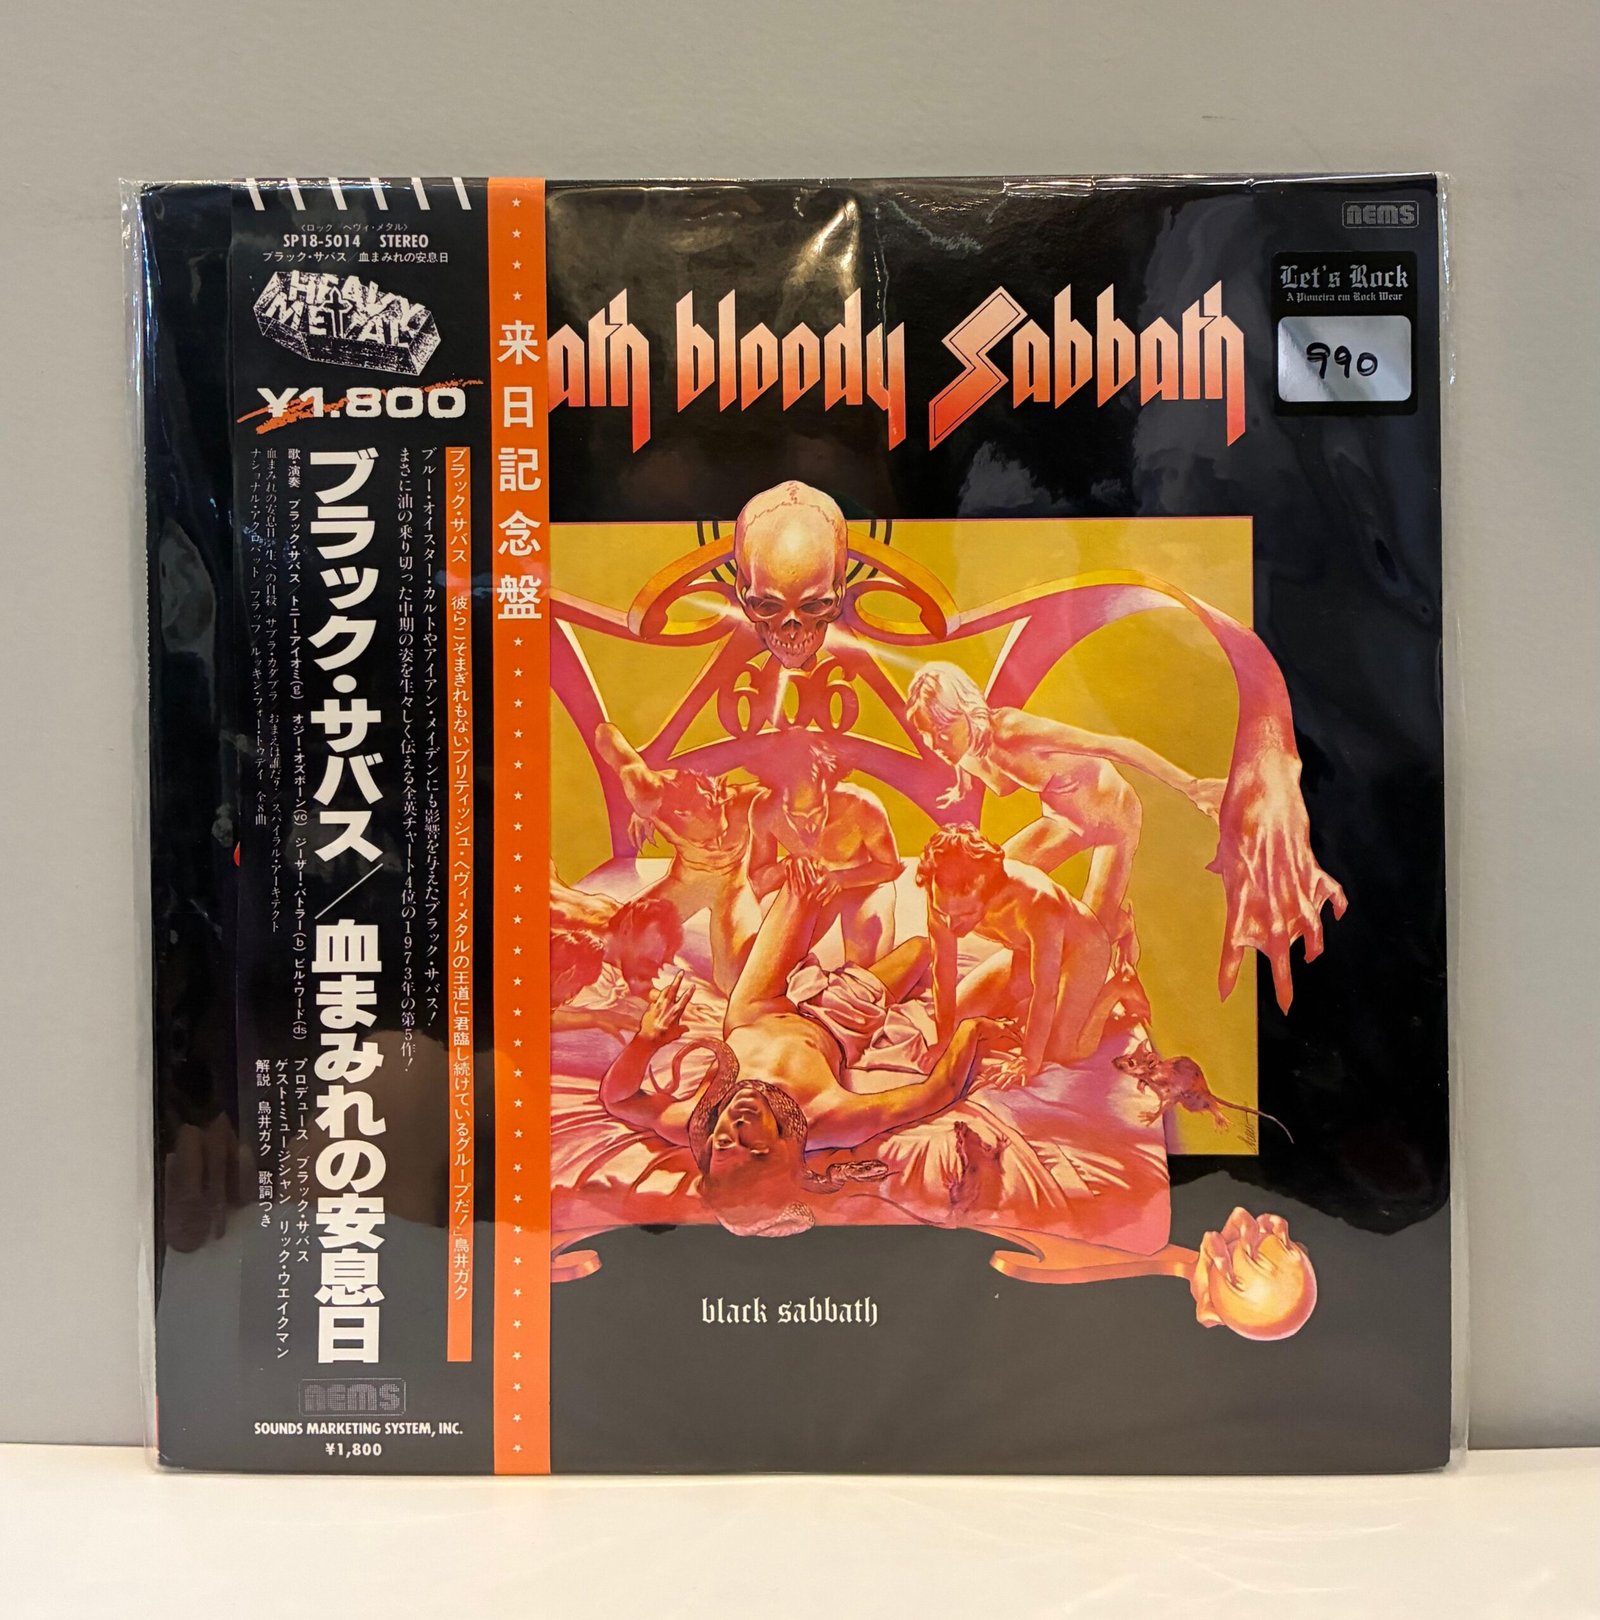 〈ロック ヘヴィ・メタル〉
SP18-5014 STEREO
ブラック・サバス/血まみれの安息日
HEAVY METAL
¥1.800
来日記念盤
ブラック・サバス 彼らこそまぎれもないブリティッシュ・ヘヴィ・メタルの王道に君臨し続けているグループだ!」鳥井ガク
ブルー・オイスター・カルトやアイアン・メイデンにも影響を与えたブラック・サバス!
まさに油の乗り切った中期の姿を生々しく伝える全英チャート4位の1973年の第5作!
ブラック・サバス/血まみれの安息日
歌・演奏 ブラック・サバス/トニー・アイオミ(g) オジー・オズボーン(vo) ジーザー・バトラー(b) ビル・ワード(ds)
血まみれの安息日/生への自殺 サブラ・カダブラ/おまえは誰だ/スパイラル・アーキテクト
ナショナル・アクロバット フラッフ ルッキン・フォー・トゥデイ 全8曲
プロデュース ブラック・サバス
ゲスト・ミュージシャン リック・ウエイクマン
解説 鳥井ガク 歌詞つき
nems
SOUNDS MARKETING SYSTEM, INC.
¥1,800
nems
Let's Rock
A Pioneira em Rock Wear
990
ath bloody Sabbath
666
black sabbath